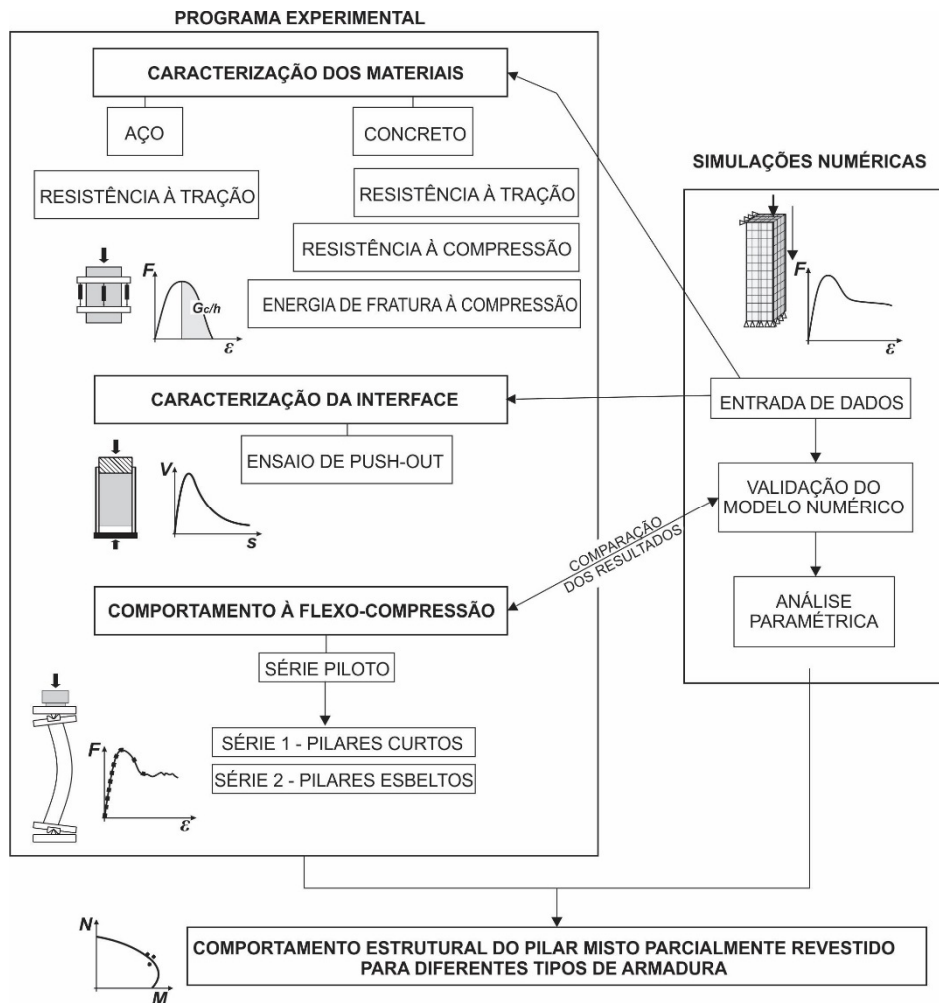 PROGRAMA EXPERIMENTAL
CARACTERIZAÇÃO DOS MATERIAIS
AÇO
CONCRETO
RESISTÊNCIA À TRAÇÃO
RESISTÊNCIA À TRAÇÃO
RESISTÊNCIA À COMPRESSÃO
ENERGIA DE FRATURA À COMPRESSÃO
F
Gc/h
ε
CARACTERIZAÇÃO DA INTERFACE
ENSAIO DE PUSH-OUT
V
s
COMPORTAMENTO À FLEXO-COMPRESSÃO
SÉRIE PILOTO
SÉRIE 1 - PILARES CURTOS
SÉRIE 2 - PILARES ESBELTOS
F
ε
COMPARAÇÃO
DOS RESULTADOS
SIMULAÇÕES NUMÉRICAS
F
ε
ENTRADA DE DADOS
VALIDAÇÃO DO
MODELO NUMÉRICO
ANÁLISE
PARAMÉTRICA
N
M
COMPORTAMENTO ESTRUTURAL DO PILAR MISTO PARCIALMENTE REVESTIDO
PARA DIFERENTES TIPOS DE ARMADURA